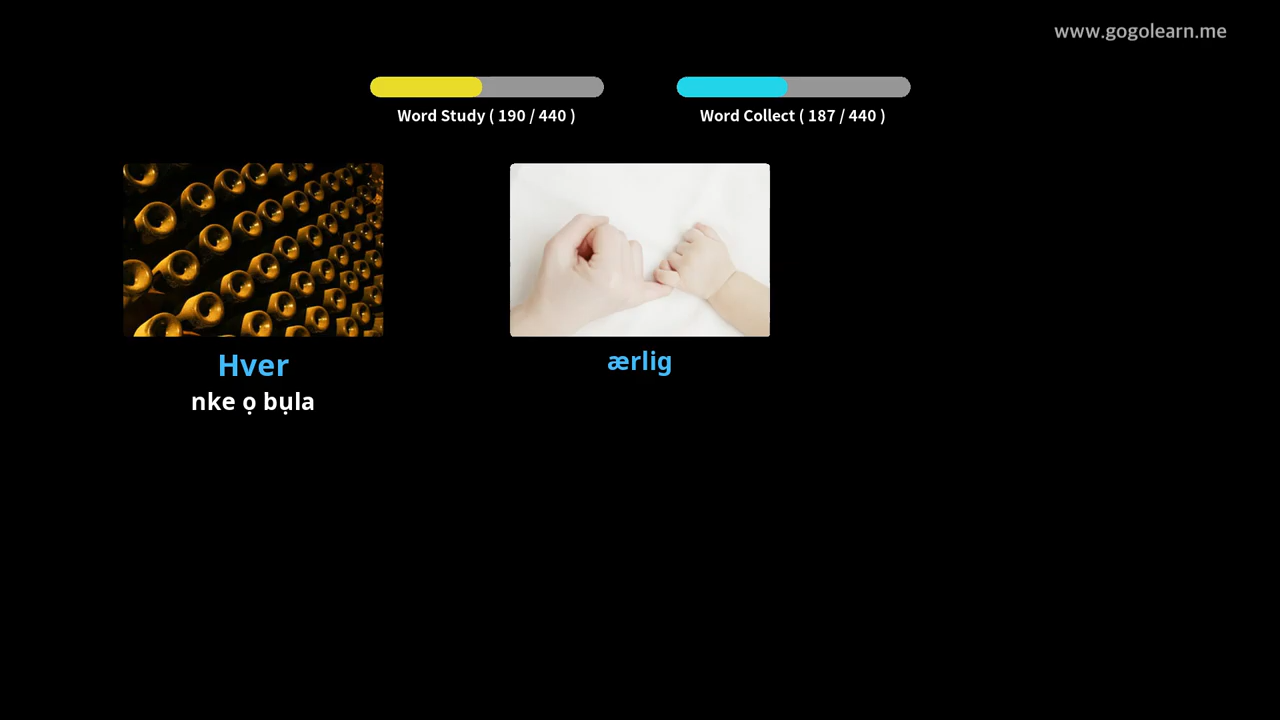 www.gogolearn.me
Word Study ( 190 / 440 )
Word Collect ( 187 / 440 )
Hver
nke ọ bụla
ærlig